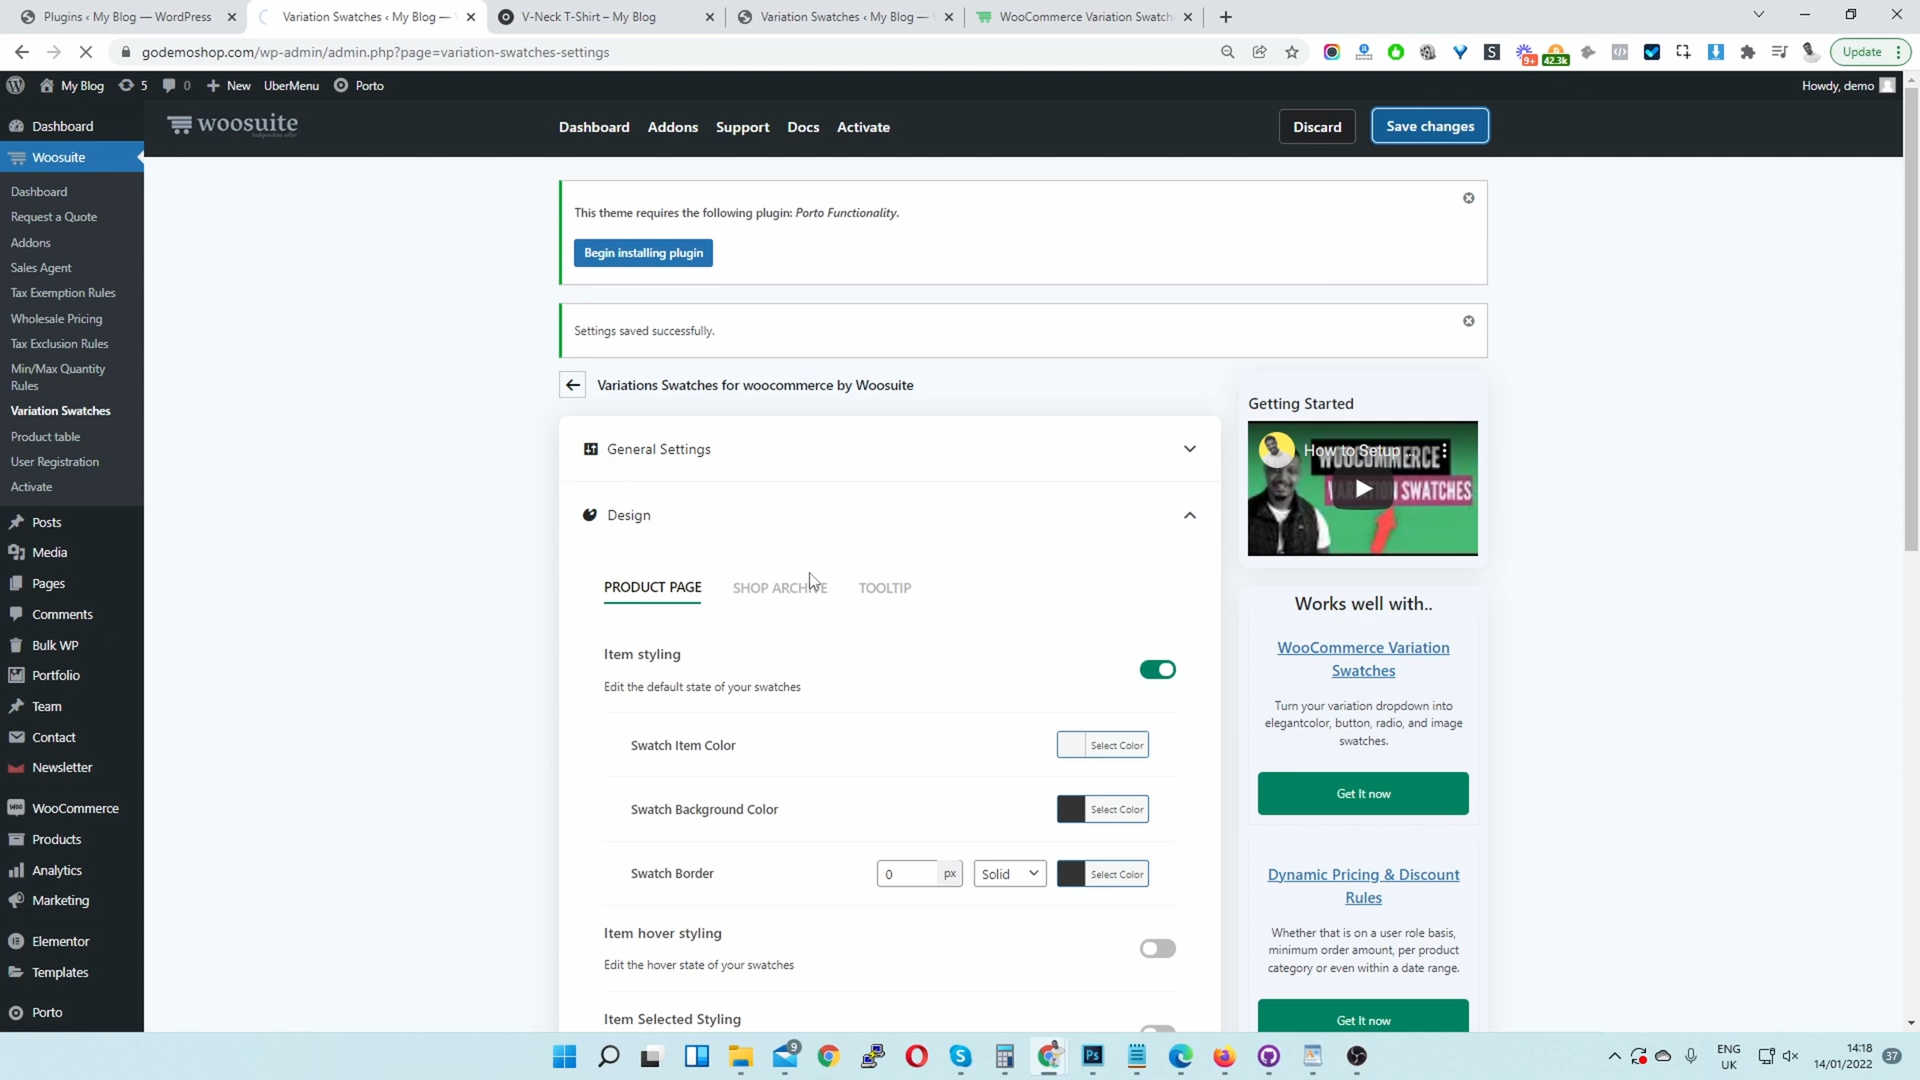 Plugins ‹ My Blog — WordPress
Variation Swatches ‹ My Blog —
V-Neck T-Shirt – My Blog
Variation Swatches ‹ My Blog —
WooCommerce Variation Swatch
godemoshop.com/wp-admin/admin.php?page=variation-swatches-settings
9+
42.3k
Update
My Blog
5
0
New
UberMenu
Porto
Howdy, demo
woosuite
Dashboard
Addons
Support
Docs
Activate
Discard
Save changes
Dashboard
Woosuite
Dashboard
Request a Quote
Addons
Sales Agent
Tax Exemption Rules
Wholesale Pricing
Tax Exclusion Rules
Min/Max Quantity
Rules
Variation Swatches
Product table
User Registration
Activate
Posts
Media
Pages
Comments
Bulk WP
Portfolio
Team
Contact
Newsletter
WooCommerce
Products
Analytics
Marketing
Elementor
Templates
Porto
This theme requires the following plugin: Porto Functionality.
Begin installing plugin
Settings saved successfully.
Variations Swatches for woocommerce by Woosuite
General Settings
Design
PRODUCT PAGE
SHOP ARCHIVE
TOOLTIP
Item styling
Edit the default state of your swatches
Swatch Item Color
Select Color
Swatch Background Color
Select Color
Swatch Border
0
px
Solid
Select Color
Item hover styling
Edit the hover state of your swatches
Item Selected Styling
Getting Started
How to Setup ...
WOOCOMMERCE
VARIATION SWATCHES
Works well with..
WooCommerce Variation
Swatches
Turn your variation dropdown into
elegantcolor, button, radio, and image
swatches.
Get It now
Dynamic Pricing & Discount
Rules
Whether that is on a user role basis,
minimum order amount, per product
category or even within a date range.
Get It now
9
Ps
ENG
UK
14:18
14/01/2022
37